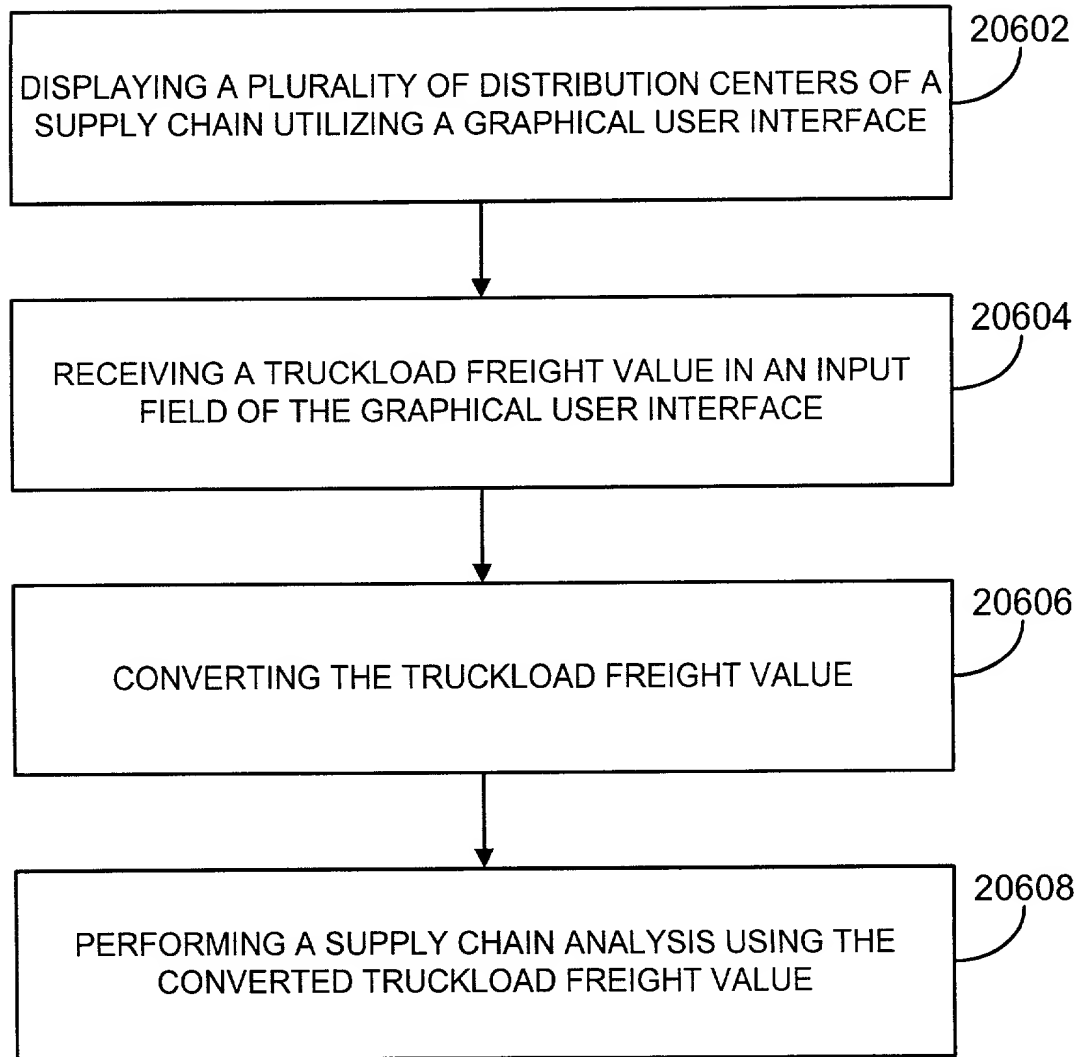 20602
DISPLAYING A PLURALITY OF DISTRIBUTION CENTERS OF A
SUPPLY CHAIN UTILIZING A GRAPHICAL USER INTERFACE
20604
RECEIVING A TRUCKLOAD FREIGHT VALUE IN AN INPUT
FIELD OF THE GRAPHICAL USER INTERFACE
20606
CONVERTING THE TRUCKLOAD FREIGHT VALUE
20608
PERFORMING A SUPPLY CHAIN ANALYSIS USING THE
CONVERTED TRUCKLOAD FREIGHT VALUE